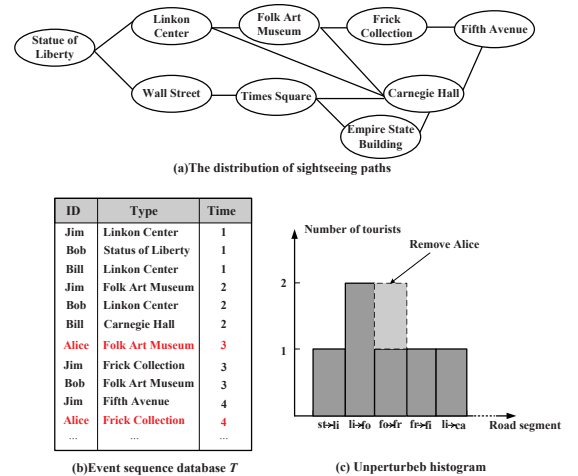 Linkon
Center
Folk Art
Museum
Frick
Collection
Fifth Avenue
Statue of
Liberty
Wall Street
Times Square
Carnegie Hall
Empire State
Building
(a)The distribution of sightseeing paths
ID Type Time
Jim Linkon Center 1
Bob Status of Liberty 1
Bill Linkon Center 1
Jim Folk Art Museum 2
Bob Linkon Center 2
Bill Carnegie Hall 2
Alice Folk Art Museum 3
Jim Frick Collection 3
Bob Folk Art Museum 3
Jim Fifth Avenue 4
Alice Frick Collection 4
... ... ...
(b)Event sequence database T
Number of tourists
Remove Alice
2
1
st→li li→fo fo→fr fr→fi li→ca
Road segment
(c) Unperturbeb histogram